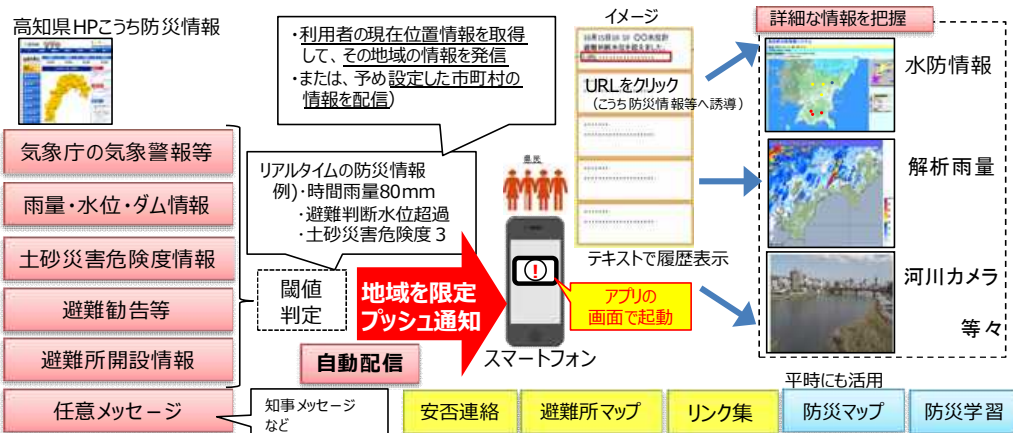 高知県HPこうち防災情報
・利用者の現在位置情報を取得
して、その地域の情報を発信
・または、予め設定した市町村の
情報を配信)
イメージ
URLをクリック
(こうち防災情報等へ誘導)
テキストで履歴表示
詳細な情報を把握
水防情報
解析雨量
河川カメラ
等々
気象庁の気象警報等
雨量・水位・ダム情報
土砂災害危険度情報
避難勧告等
避難所開設情報
任意メッセージ
リアルタイムの防災情報
例)・時間雨量80mm
・避難判断水位超過
・土砂災害危険度3
閾値
判定
地域を限定
プッシュ通知
自動配信
県民
!
スマートフォン
アプリの
画面で起動
知事メッセージ
など
安否連絡
避難所マップ
リンク集
平時にも活用
防災マップ
防災学習